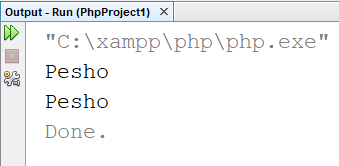 Output - Run (PhpProject1)
"C:\xampp\php\php.exe"
Pesho
Pesho
Done.